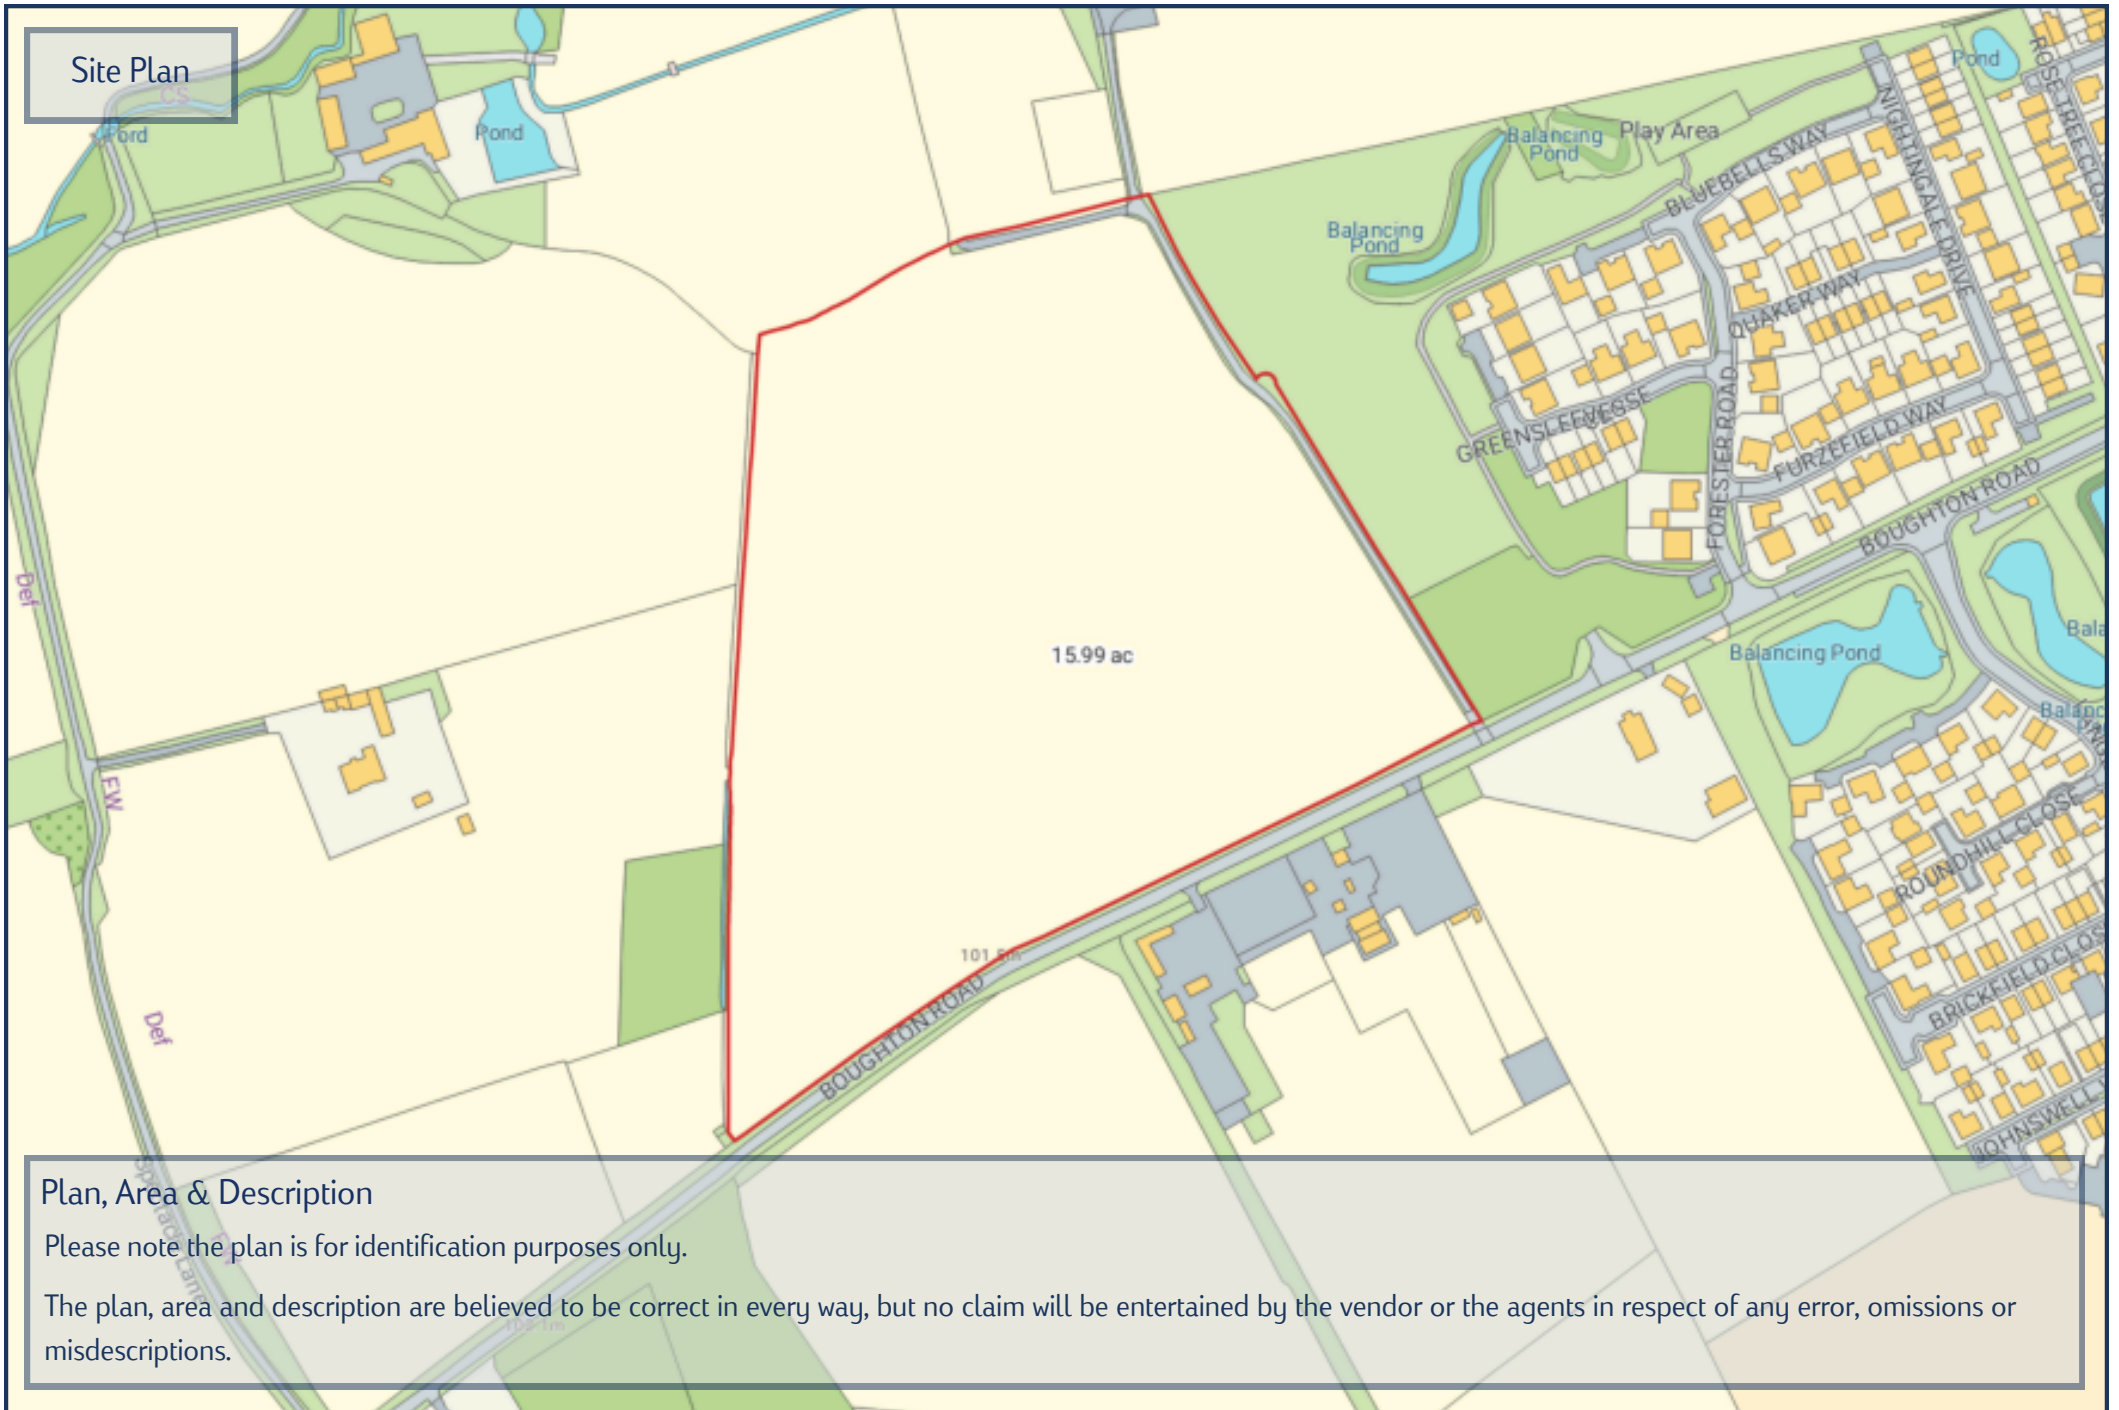 Site Plan
CS
Ford
Pond
Pond
ROSE TREE CLOSE
NIGHTINGALE DRIVE
Balancing
Pond
Play Area
BLUEBELLS WAY
Balancing
Pond
QUAKER WAY
GREENSLEEVES
FORESTER ROAD
FURZEFIELD WAY
BOUGHTON ROAD
Def
15.99 ac
Balancing Pond
FW
ROUNDHILL CLOSE
BOUGHTON ROAD
BRICKFIELD CLOS
Def
JOHNSWELL
Plan, Area & Description
Please note the plan is for identification purposes only.
The plan, area and description are believed to be correct in every way, but no claim will be entertained by the vendor or the agents in respect of any error, omissions or
misdescriptions.